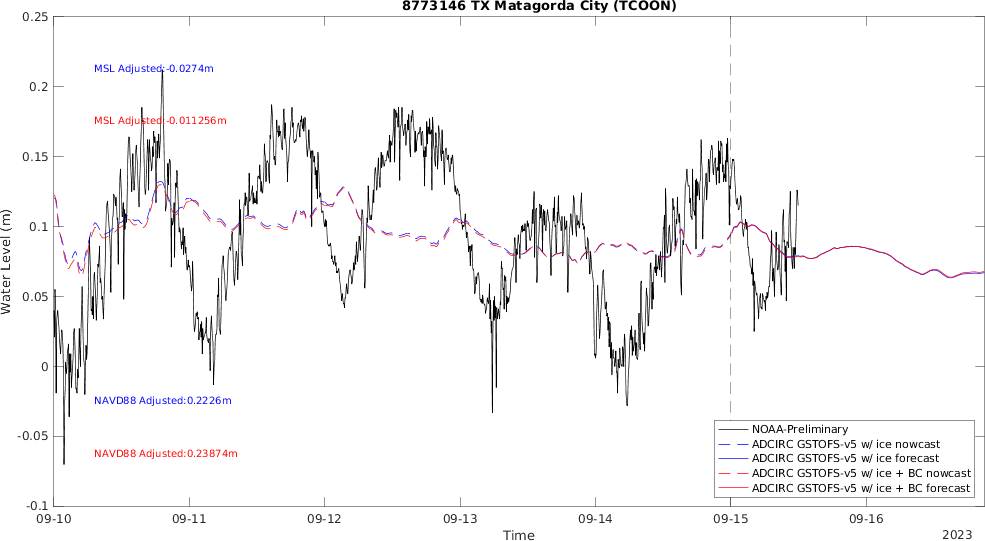 8773146 TX Matagorda City (TCOON)
0.25
0.2
0.15
0.1
0.05
0
-0.05
-0.1
Water Level (m)
MSL Adjusted:-0.0274m
MSL Adjusted:-0.011256m
NAVD88 Adjusted:0.2226m
NAVD88 Adjusted:0.23874m
NOAA-Preliminary
ADCIRC GSTOFS-v5 w/ ice nowcast
ADCIRC GSTOFS-v5 w/ ice forecast
ADCIRC GSTOFS-v5 w/ ice + BC nowcast
ADCIRC GSTOFS-v5 w/ ice + BC forecast
09-10 09-11 09-12 09-13 09-14 09-15 09-16
Time
2023